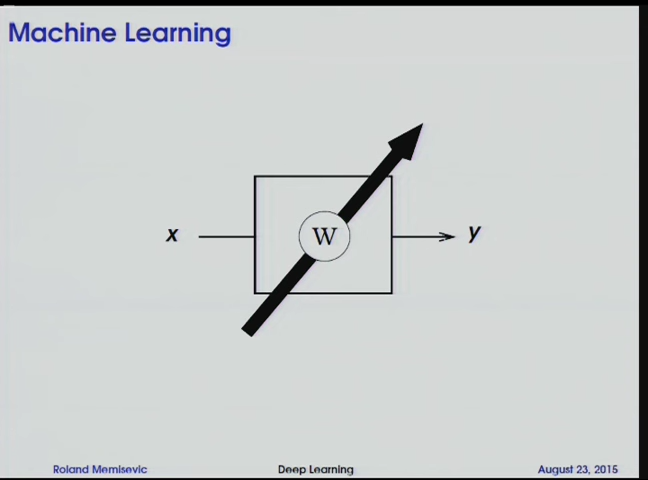 Machine Learning
x
W
y
Roland Memisevic
Deep Learning
August 23, 2015